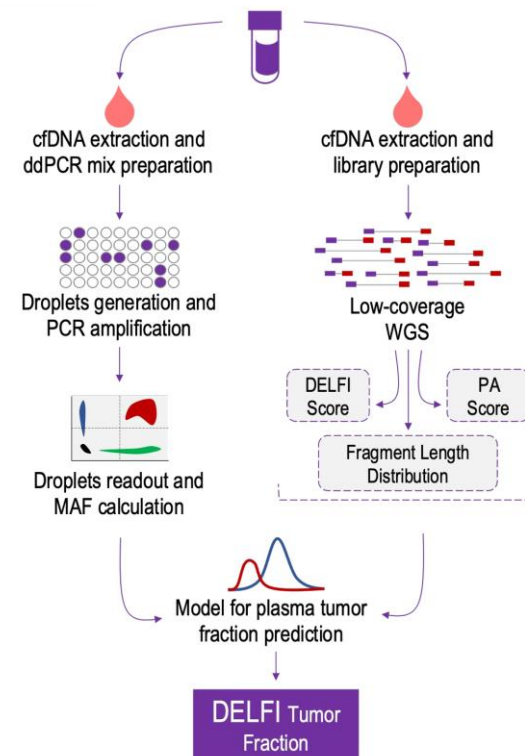 cfDNA extraction and
ddPCR mix preparation
Droplets generation and
PCR amplification
Droplets readout and
MAF calculation
cfDNA extraction and
library preparation
Low-coverage
WGS
DELFI
Score
PA
Score
Fragment Length
Distribution
Model for plasma tumor
fraction prediction
DELFI Tumor
Fraction